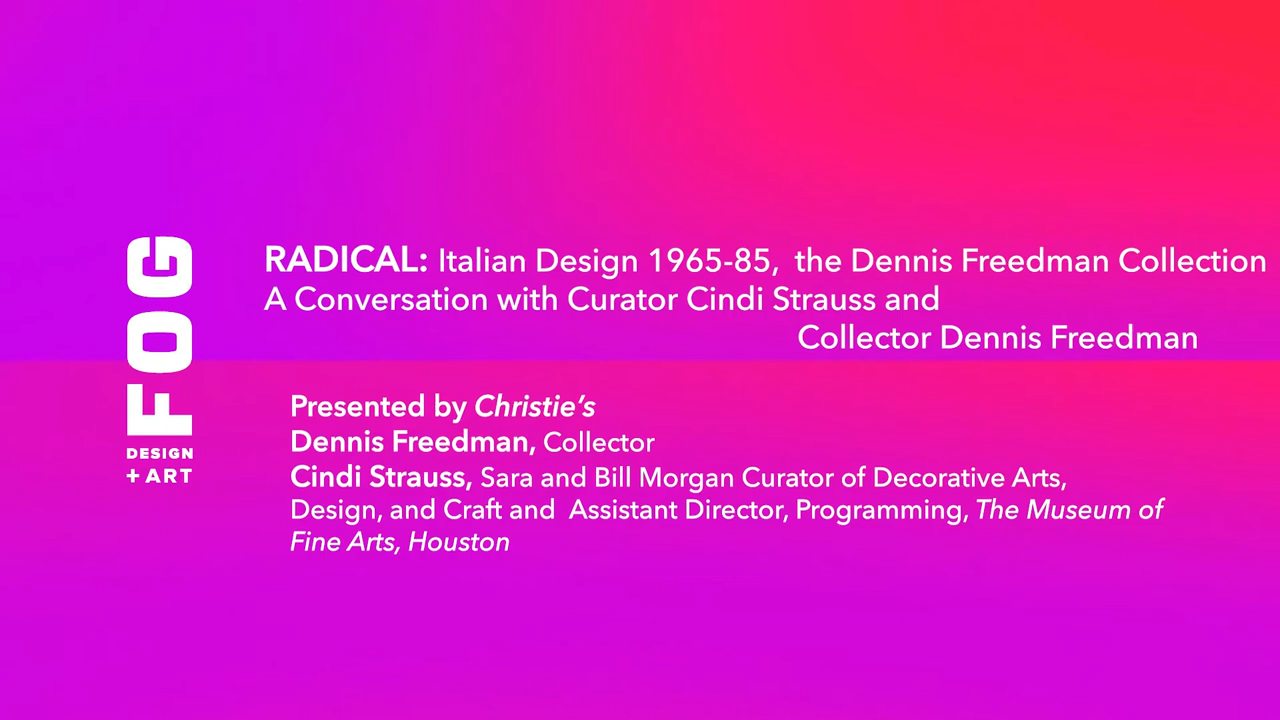 FOG
DESIGN
+ ART
RADICAL: Italian Design 1965-85, the Dennis Freedman Collection
A Conversation with Curator Cindi Strauss and
Collector Dennis Freedman
Presented by Christie’s
Dennis Freedman, Collector
Cindi Strauss, Sara and Bill Morgan Curator of Decorative Arts,
Design, and Craft and Assistant Director, Programming, The Museum of
Fine Arts, Houston